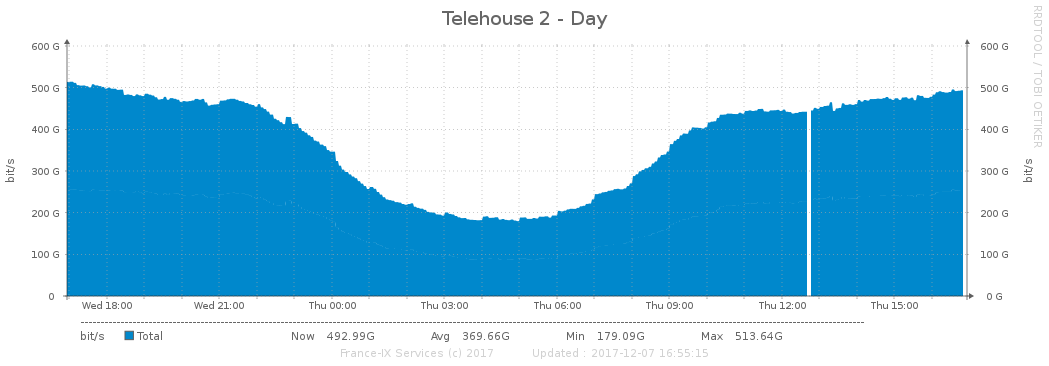 Telehouse 2 - Day
RRDTOOL / TOBI OETIKER
bit/s
bit/s
600 G
500 G
400 G
300 G
200 G
100 G
0
600 G
500 G
400 G
300 G
200 G
100 G
0 G
Wed 18:00 Wed 21:00 Thu 00:00 Thu 03:00 Thu 06:00 Thu 09:00 Thu 12:00 Thu 15:00
bit/s Total Now 492.99G Avg 369.66G Min 179.09G Max 513.64G
France-IX Services (c) 2017 Updated : 2017-12-07 16:55:15